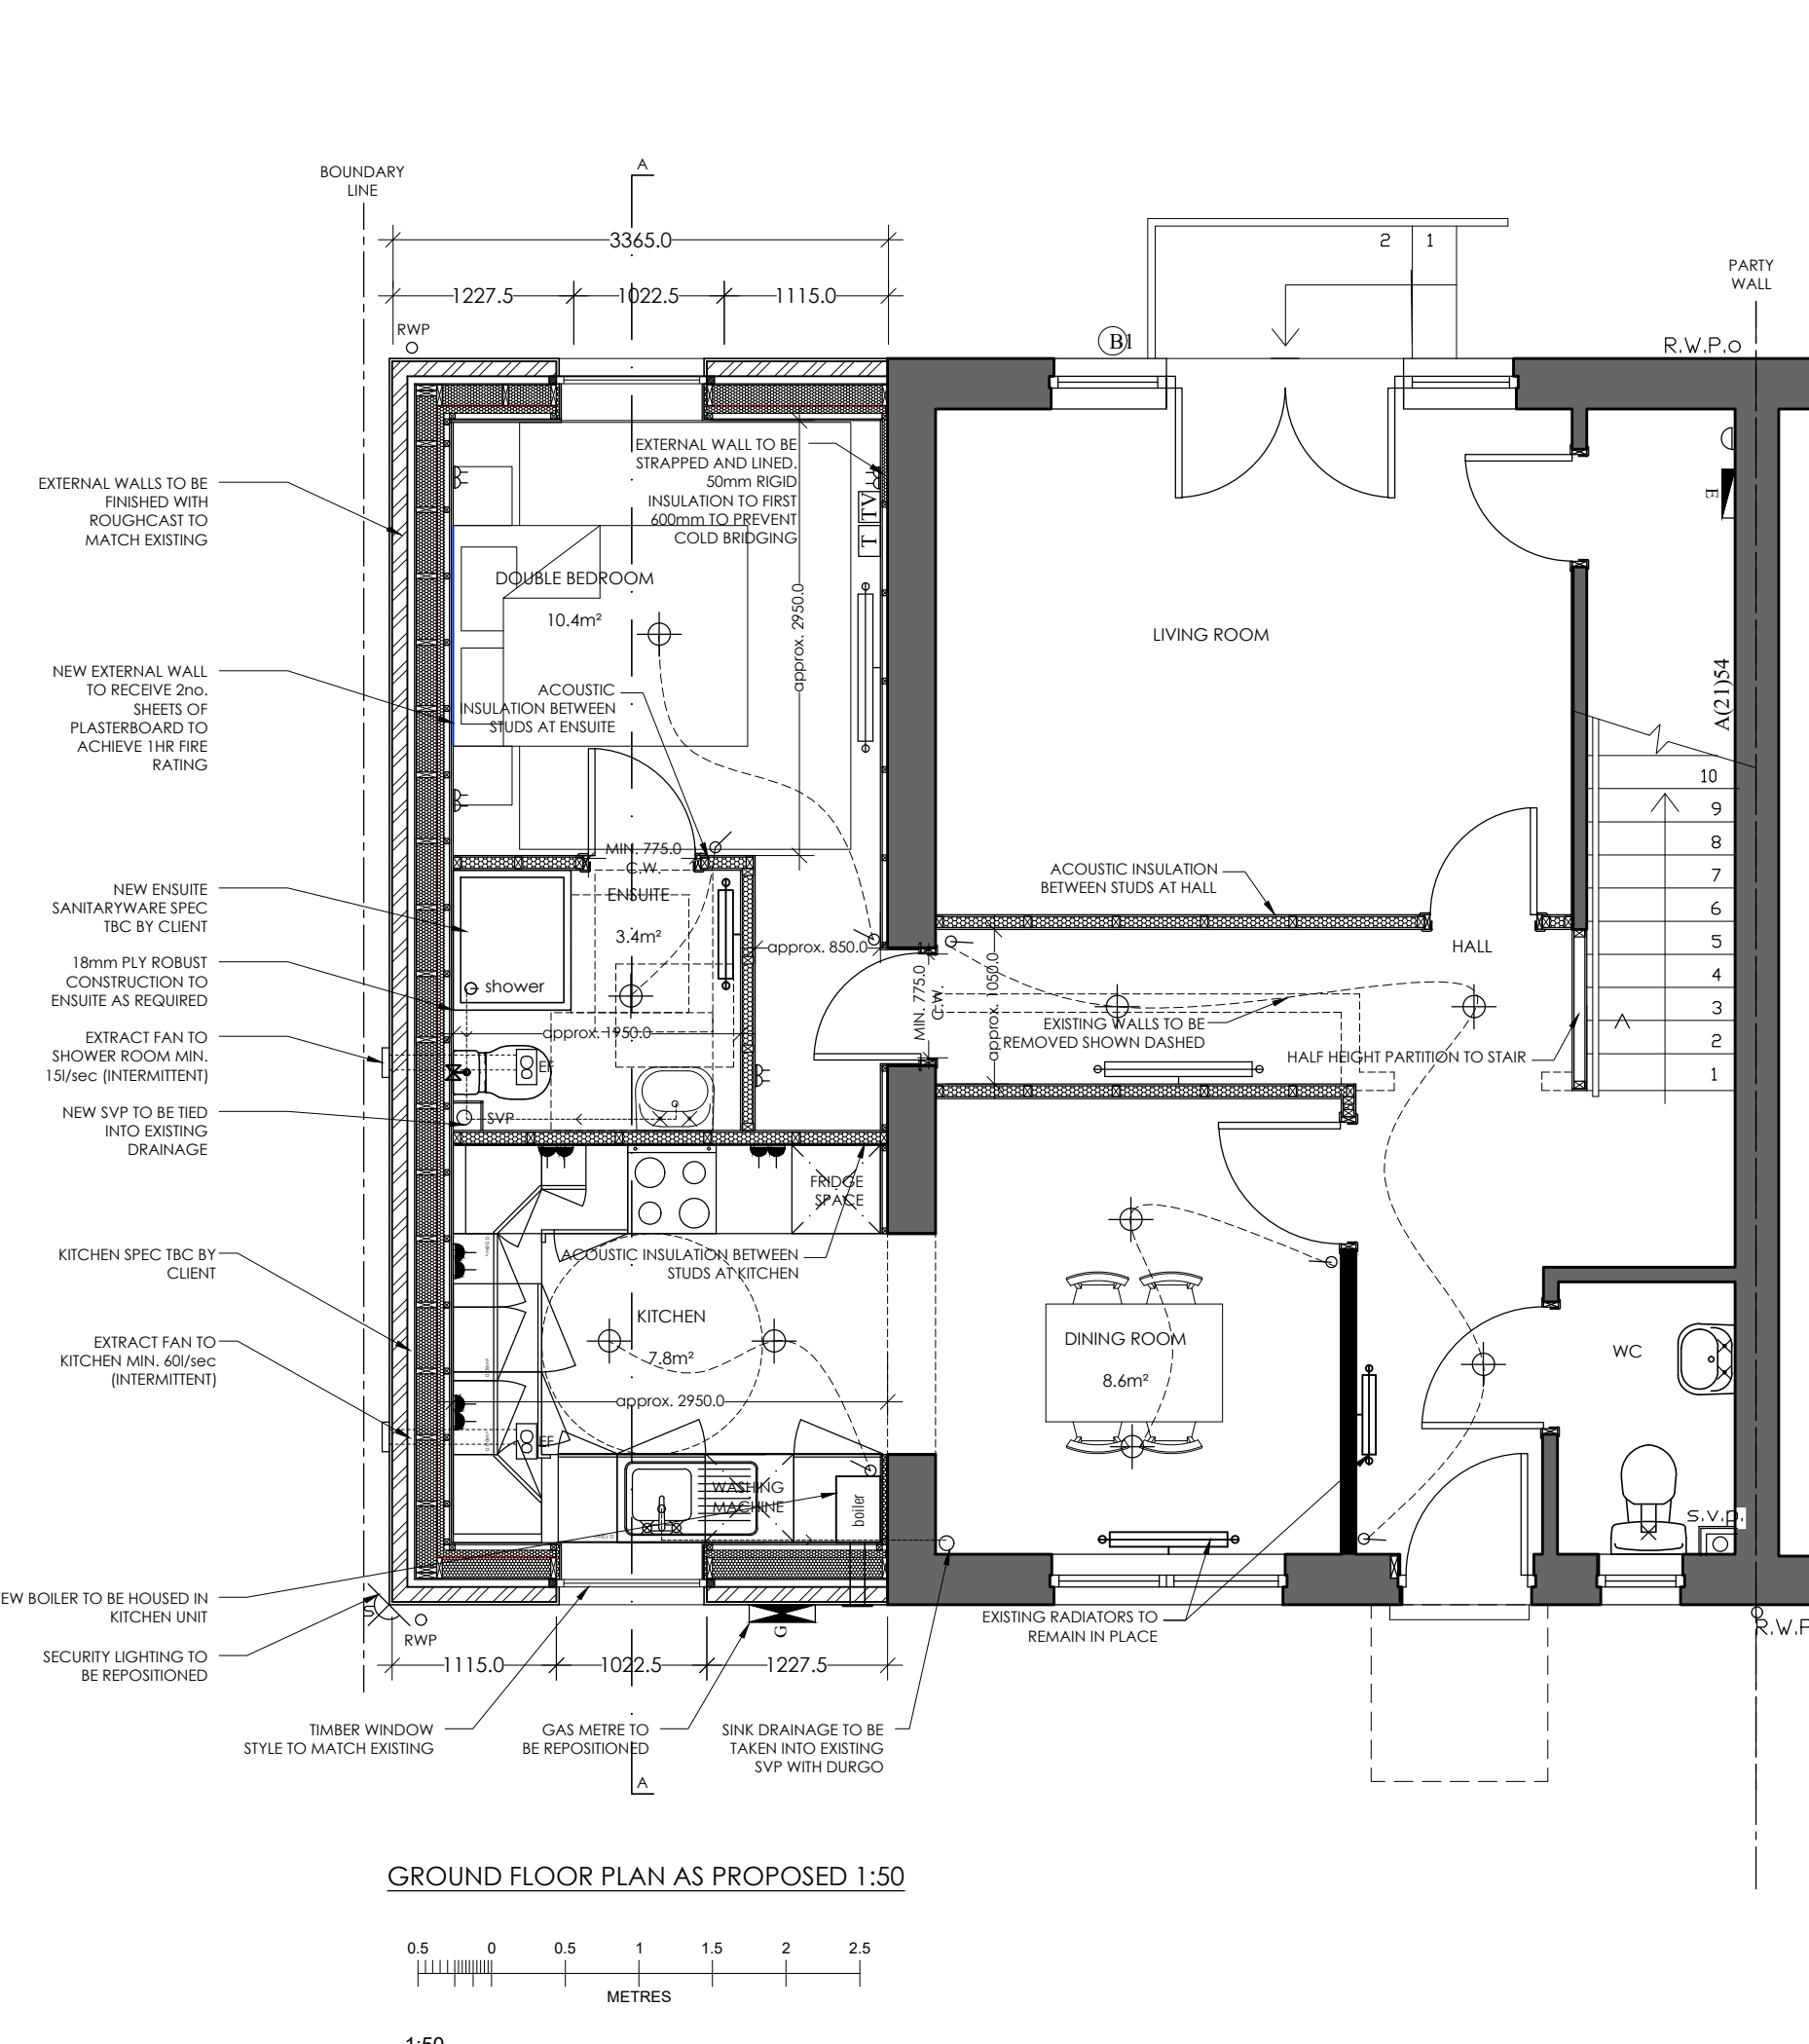 BOUNDARY
LINE
A
3365.0
1227.5
1022.5
1115.0
RWP
2
1
B1
PARTY
WALL
R.W.P.o
EXTERNAL WALLS TO BE
FINISHED WITH
ROUGHCAST TO
MATCH EXISTING
EXTERNAL WALL TO BE
STRAPPED AND LINED.
50mm RIGID
INSULATION TO FIRST
600mm TO PREVENT
COLD BRIDGING
TV
T
E
DOUBLE BEDROOM
10.4m²
approx. 2950.0
LIVING ROOM
NEW EXTERNAL WALL
TO RECEIVE 2no.
SHEETS OF
PLASTERBOARD TO
ACHIEVE 1HR FIRE
RATING
ACOUSTIC
INSULATION BETWEEN
STUDS AT ENSUITE
A(21)54
10
9
8
7
6
5
4
3
2
1
MIN. 775.0
C.W.
ENSUITE
3.4m²
ACOUSTIC INSULATION
BETWEEN STUDS AT HALL
HALL
NEW ENSUITE
SANITARYWARE SPEC
TBC BY CLIENT
18mm PLY ROBUST
CONSTRUCTION TO
ENSUITE AS REQUIRED
shower
approx. 850.0
approx. 1950.0
MIN. 775.0
C.W.
approx. 1050.0
EXISTING WALLS TO BE
REMOVED SHOWN DASHED
HALF HEIGHT PARTITION TO STAIR
EXTRACT FAN TO
SHOWER ROOM MIN.
15l/sec (INTERMITTENT)
EF
NEW SVP TO BE TIED
INTO EXISTING
DRAINAGE
SVP
FRIDGE
SPACE
KITCHEN SPEC TBC BY
CLIENT
ACOUSTIC INSULATION BETWEEN
STUDS AT KITCHEN
KITCHEN
7.8m²
approx. 2950.0
DINING ROOM
8.6m²
WC
EXTRACT FAN TO
KITCHEN MIN. 60l/sec
(INTERMITTENT)
EF
WASHING
MACHINE
boiler
s.v.p.
EW BOILER TO BE HOUSED IN
KITCHEN UNIT
S
RWP
G
EXISTING RADIATORS TO
REMAIN IN PLACE
R.W.P
SECURITY LIGHTING TO
BE REPOSITIONED
1115.0
1022.5
1227.5
TIMBER WINDOW
STYLE TO MATCH EXISTING
GAS METRE TO
BE REPOSITIONED
SINK DRAINAGE TO BE
TAKEN INTO EXISTING
SVP WITH DURGO
A
GROUND FLOOR PLAN AS PROPOSED 1:50
0.5 0 0.5 1 1.5 2 2.5
METRES
1:50